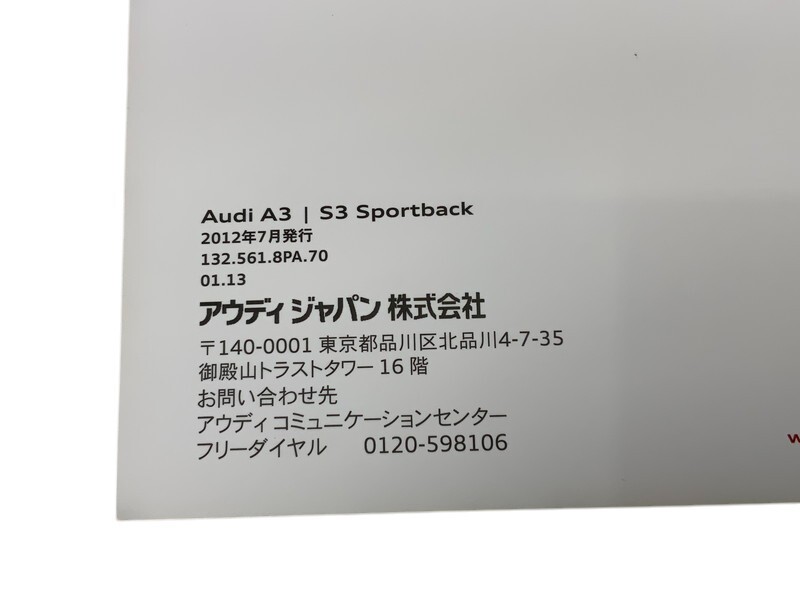 Audi A3 | S3 Sportback
2012年7月発行
132.561.8PA.70
01.13
アウディ ジャパン 株式会社
〒140-0001 東京都品川区北品川4-7-35
御殿山トラストタワー 16 階
お問い合わせ先
アウディ コミュニケーションセンター
フリーダイヤル 0120-598106